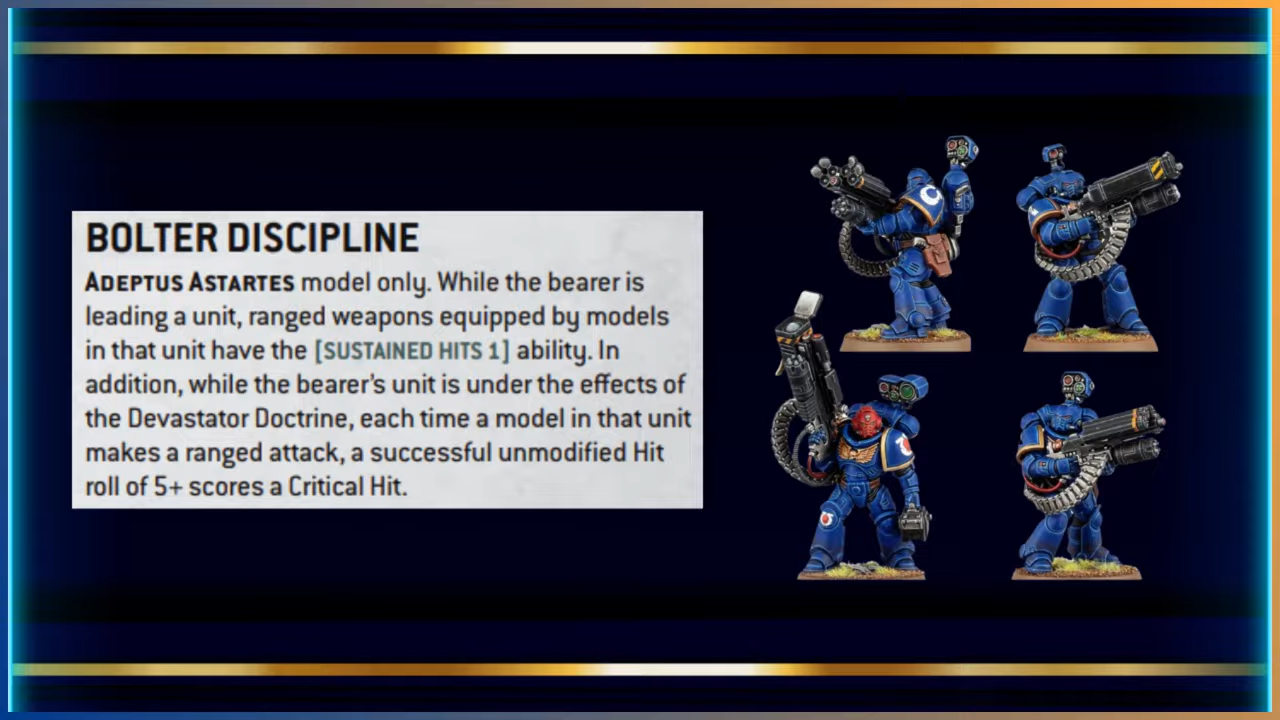 BOLTER DISCIPLINE
ADEPTUS ASTARTES model only. While the bearer is
leading a unit, ranged weapons equipped by models
in that unit have the [SUSTAINED HITS 1] ability. In
addition, while the bearer's unit is under the effects of
the Devastator Doctrine, each time a model in that unit
makes a ranged attack, a successful unmodified Hit
roll of 5+ scores a Critical Hit.